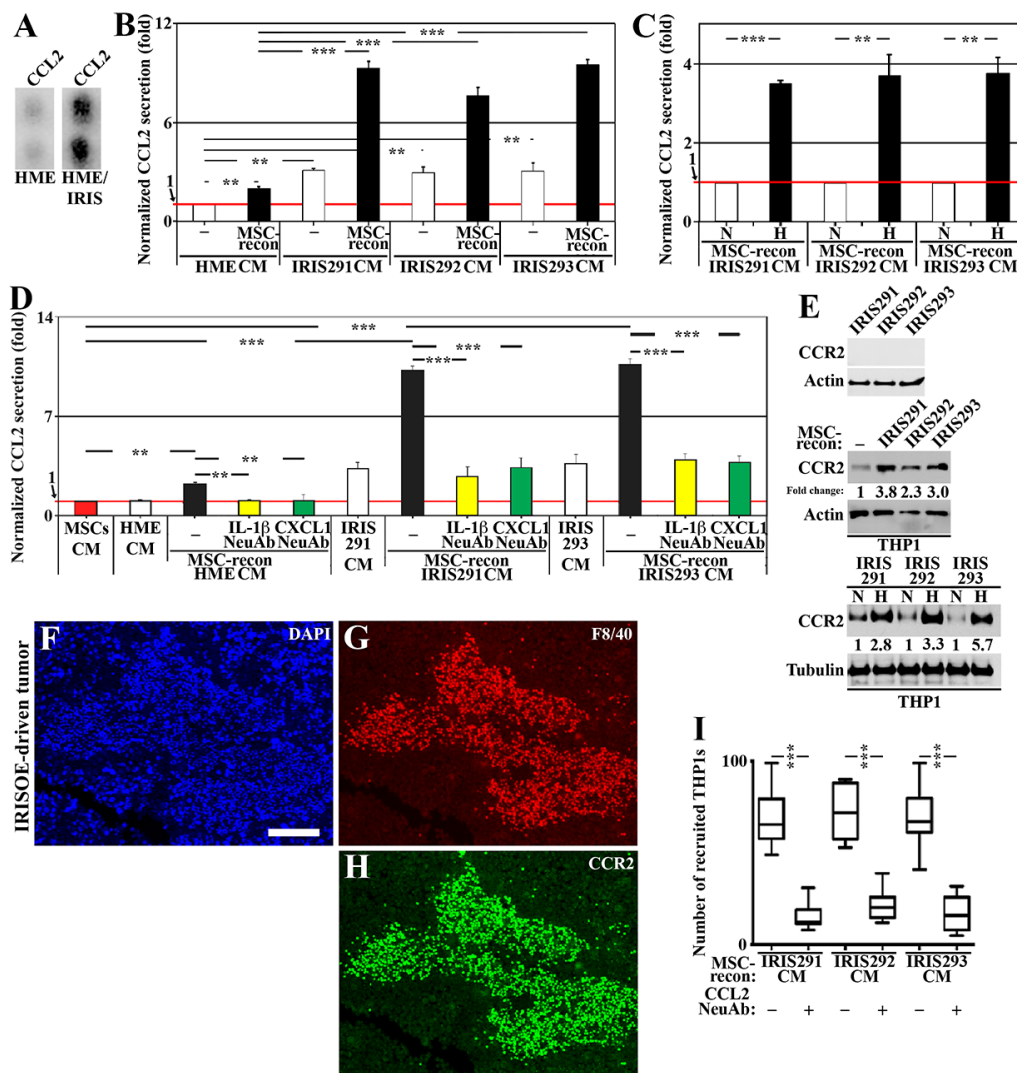 A
CCL2 CCL2
HME HME/
IRIS
B
Normalized CCL2 secretion (fold)
12
6
0
1
*** *** ***
** ** ** **
– MSC-recon – MSC-recon – MSC-recon – MSC-recon
HME CM IRIS291 CM IRIS292 CM IRIS293 CM
C
Normalized CCL2 secretion (fold)
4
2
0
1
*** ** **
N H N H N H
MSC-recon MSC-recon MSC-recon
IRIS291 CM IRIS292 CM IRIS293 CM
D
Normalized CCL2 secretion (fold)
14
7
0
1
***
*** *** ***
*** ***
** **
**
MSCs CM
HME CM
– IL-1β NeuAb CXCL1 NeuAb
MSC-recon
HME CM
IRIS 291 CM
– IL-1β NeuAb CXCL1 NeuAb
MSC-recon
IRIS291CM
IRIS 293 CM
– IL-1β NeuAb CXCL1 NeuAb
MSC-recon
IRIS293 CM
E
IRIS291 IRIS292 IRIS293
CCR2
Actin
MSC-
recon: – IRIS291 IRIS292 IRIS293
CCR2
Fold change: 1 3.8 2.3 3.0
Actin
THP1
IRIS IRIS IRIS
291 292 293
N H N H N H
CCR2
1 2.8 1 3.3 1 5.7
Tubulin
THP1
IRISOE-driven tumor
F DAPI
G F8/40
H CCR2
I
Number of recruited THP1s
100
0
*** *** ***
MSC-
recon: IRIS291 CM IRIS292 CM IRIS293 CM
CCL2
NeuAb: – + – + – +